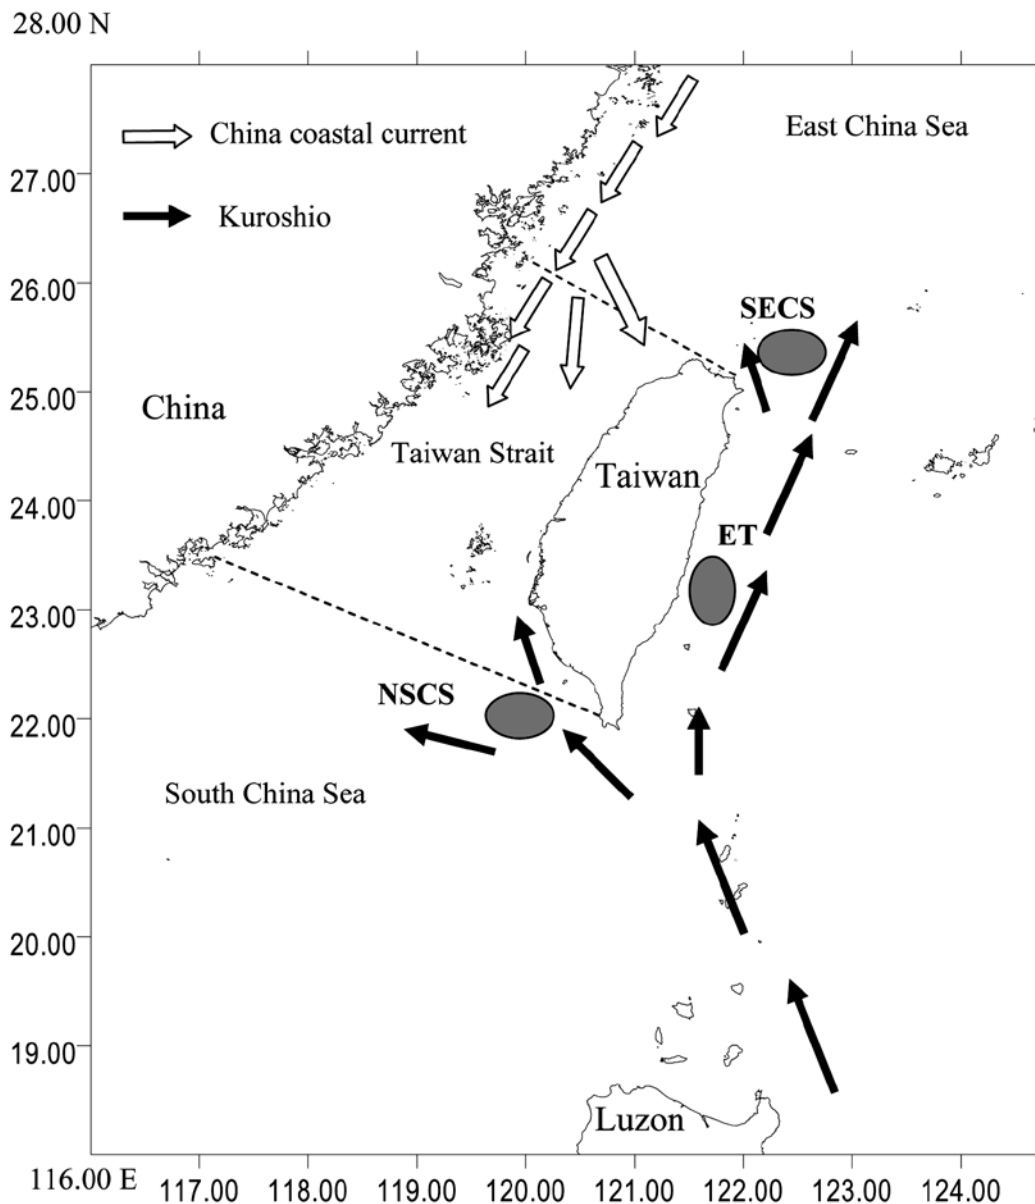 28.00 N
China coastal current
East China Sea
27.00
Kuroshio
26.00
SECS
25.00
China
Taiwan Strait
Taiwan
24.00
ET
23.00
NSCS
22.00
South China Sea
21.00
20.00
19.00
Luzon
116.00 E
117.00
118.00
119.00
120.00
121.00
122.00
123.00
124.00